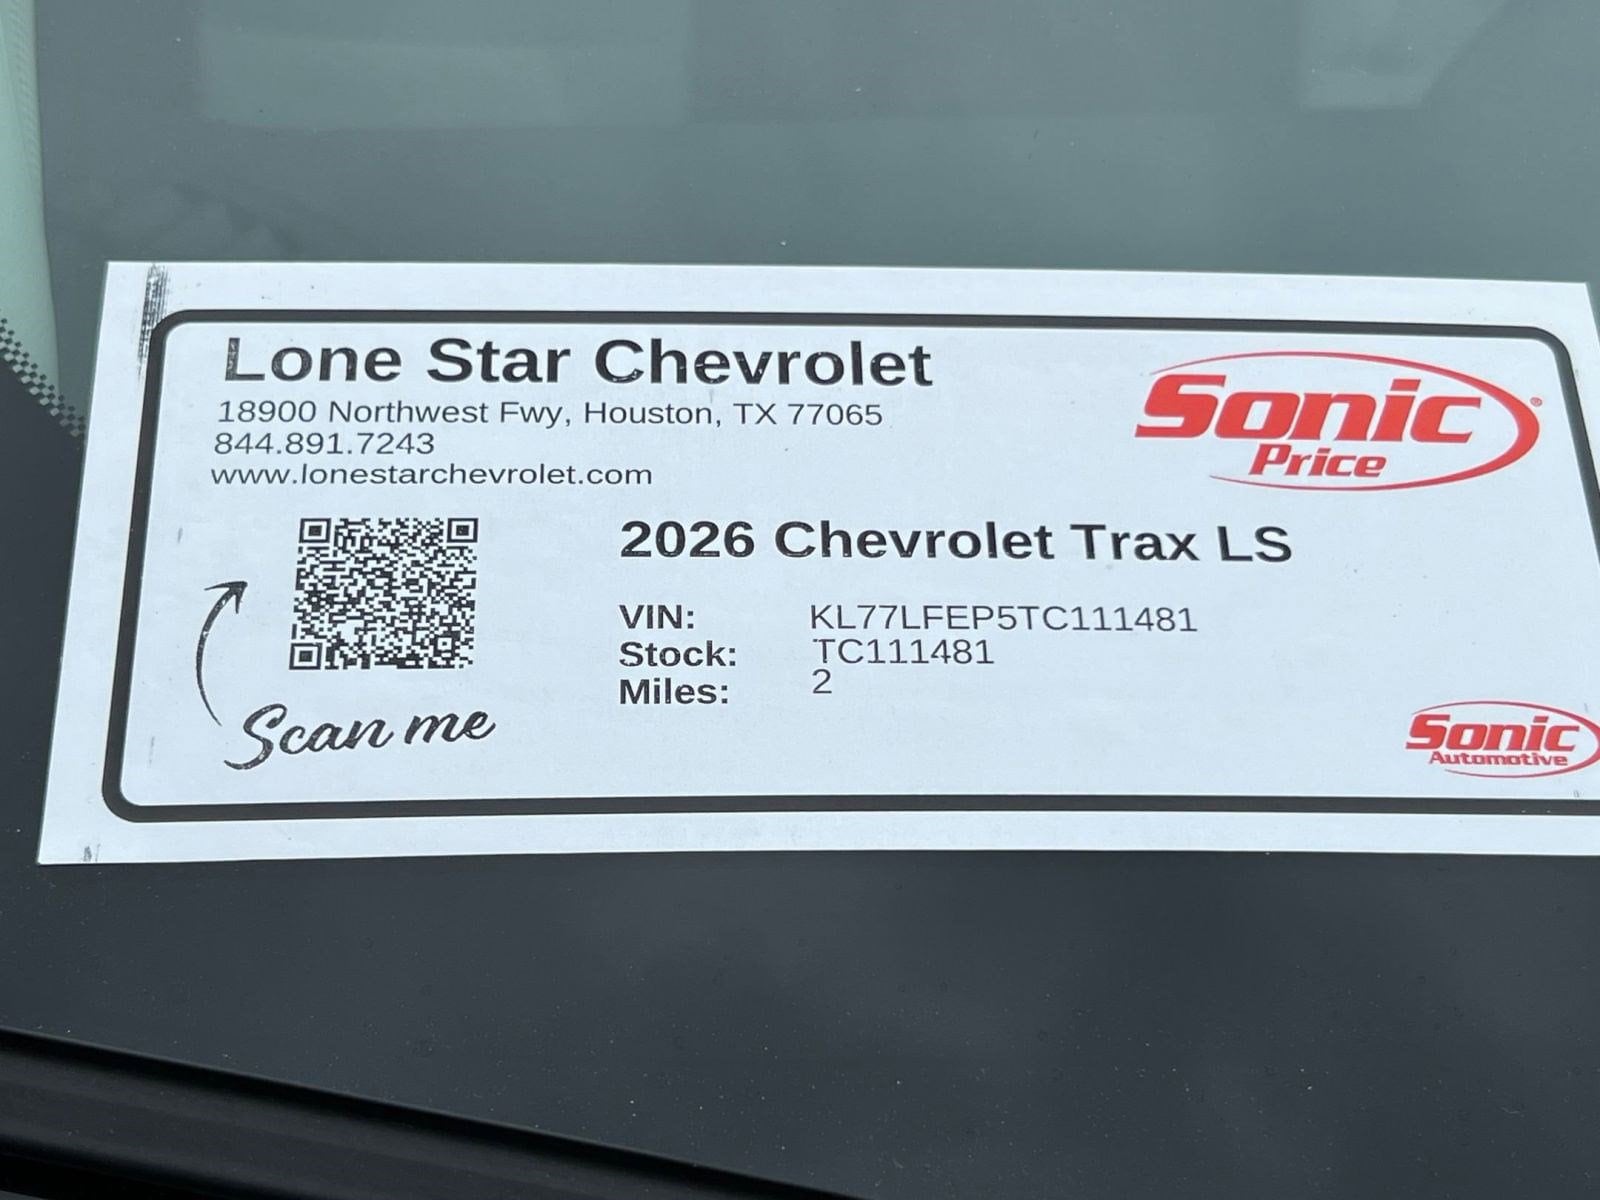 Lone Star Chevrolet
18900 Northwest Fwy, Houston, TX 77065
844.891.7243
www.lonestarchevrolet.com
Sonic®
Price
2026 Chevrolet Trax LS
VIN: KL77LFEP5TC111481
Stock: TC111481
Miles: 2
Scan me
Sonic
Automotive